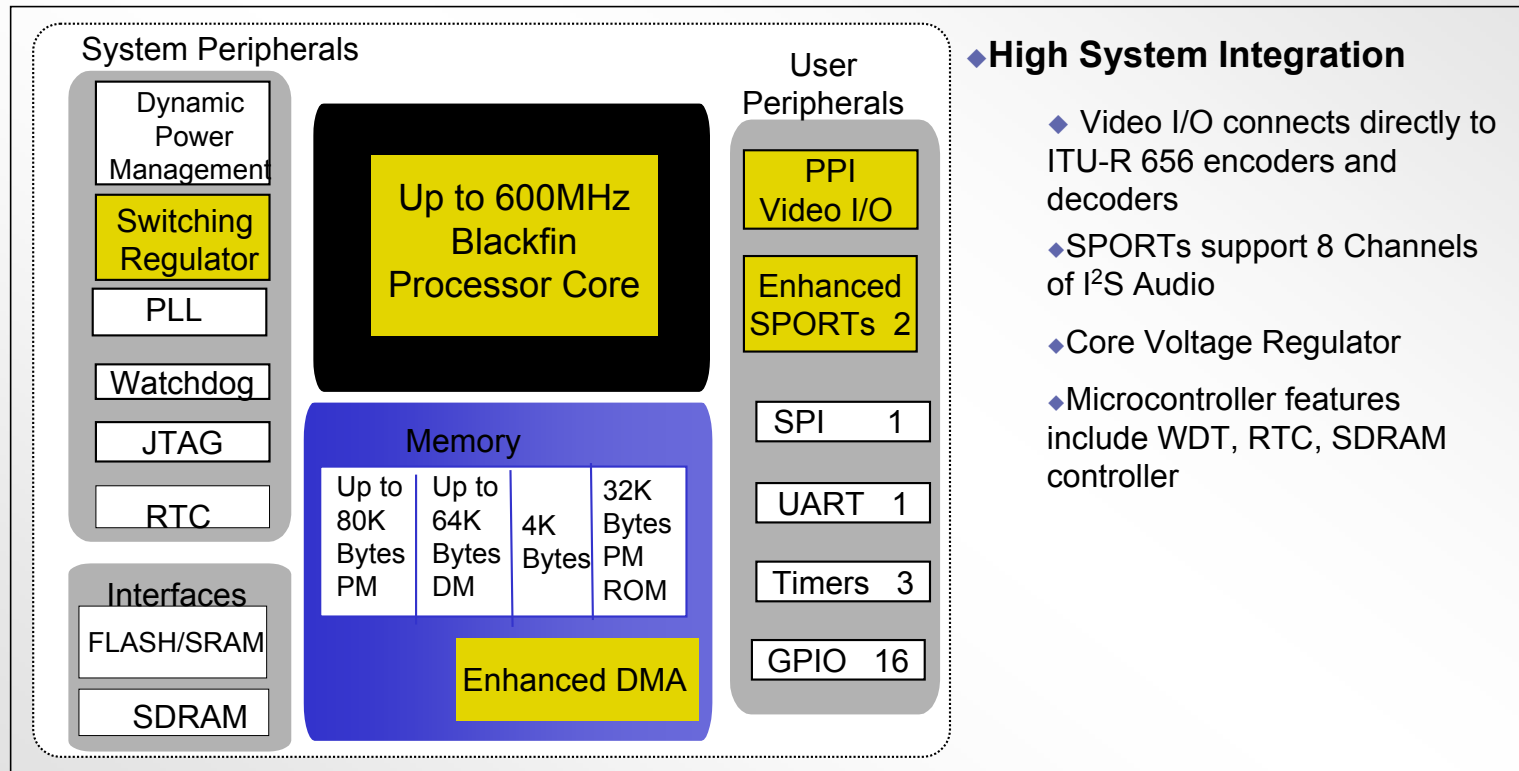 System Peripherals
Dynamic
Power
Management
Switching
Regulator
PLL
Watchdog
JTAG
RTC
Interfaces
FLASH/SRAM
SDRAM
Up to 600MHz
Blackfin
Processor Core
Memory
Up to
80K
Bytes
PM
Up to
64K
Bytes
DM
4K
Bytes
32K
Bytes
PM
ROM
Enhanced DMA
User
Peripherals
PPI
Video I/O
Enhanced
SPORTs 2
SPI 1
UART 1
Timers 3
GPIO 16
◆High System Integration
◆ Video I/O connects directly to
ITU-R 656 encoders and
decoders
◆SPORTs support 8 Channels
of I²S Audio
◆Core Voltage Regulator
◆Microcontroller features
include WDT, RTC, SDRAM
controller